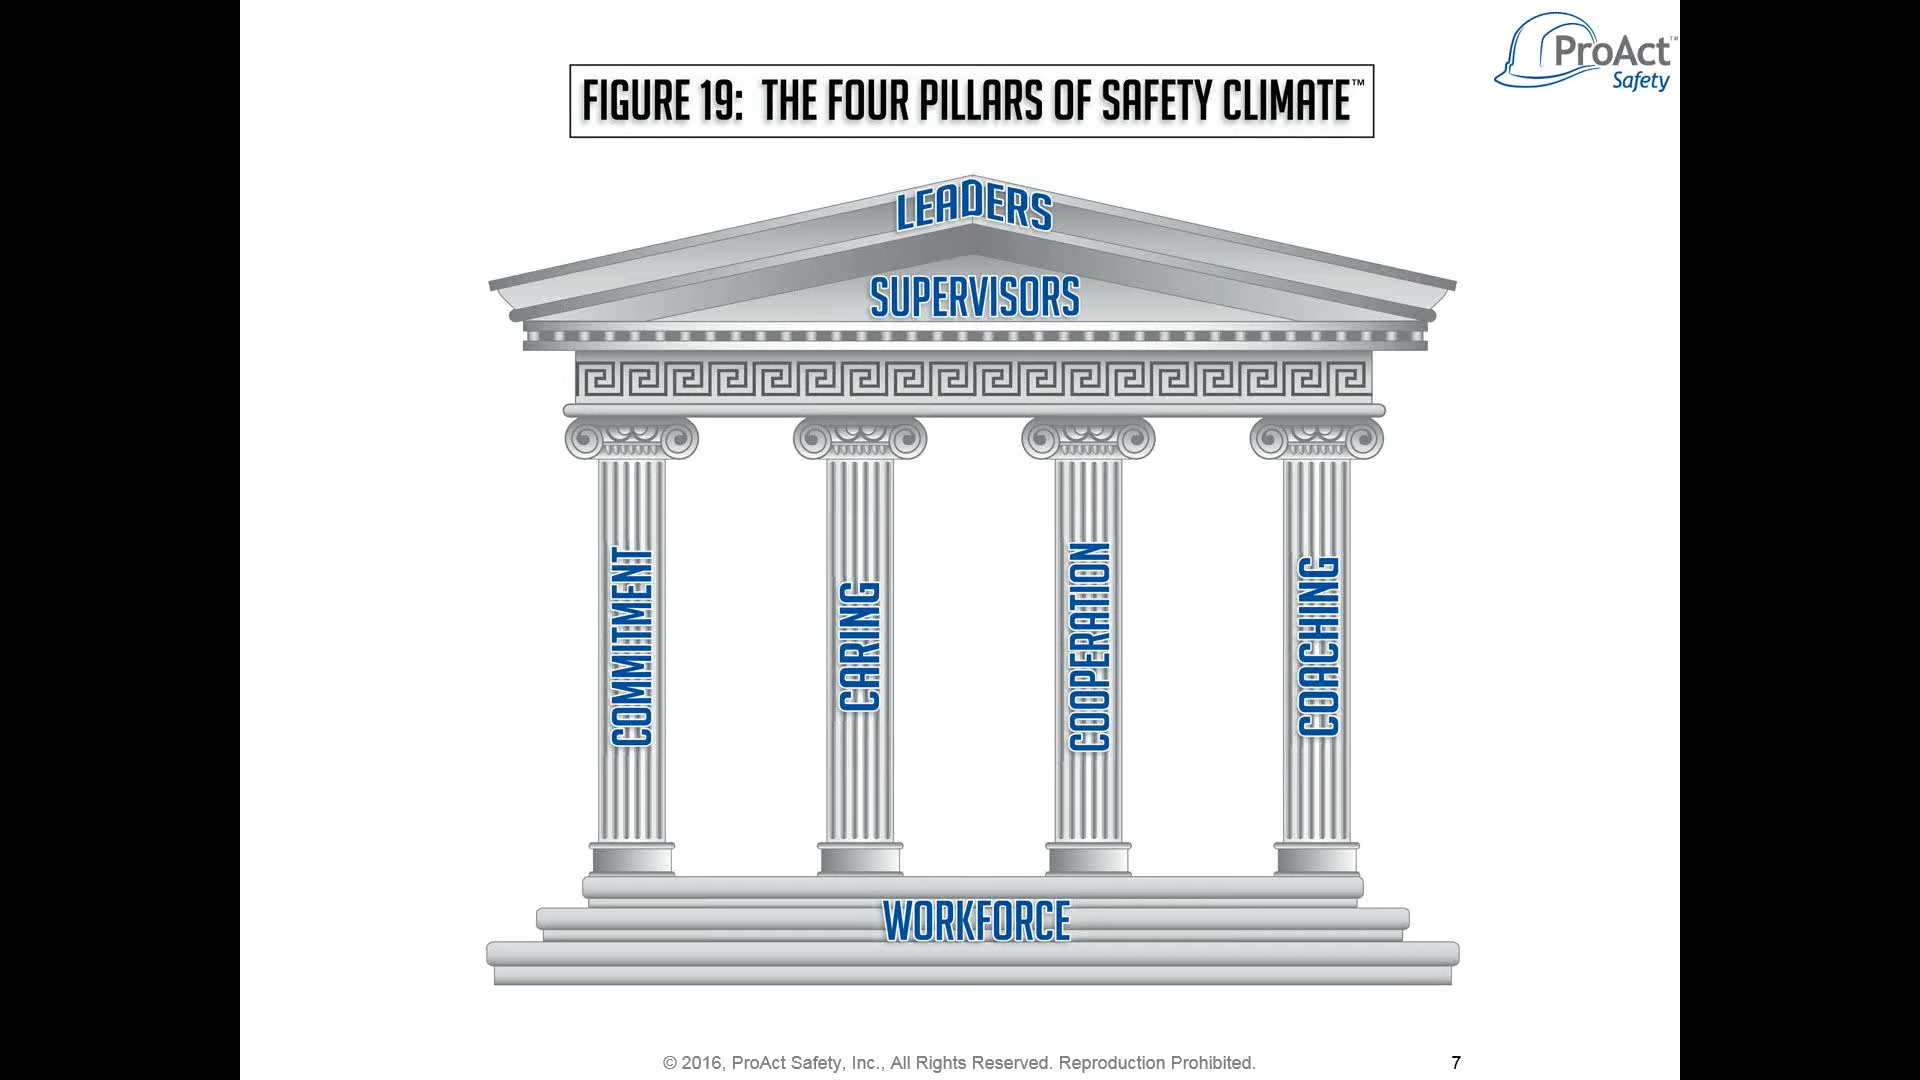 ProAct™
Safety
FIGURE 19: THE FOUR PILLARS OF SAFETY CLIMATE™
LEADERS
SUPERVISORS
COMMITMENT
CARING
COOPERATION
COACHING
WORKFORCE
© 2016, ProAct Safety, Inc., All Rights Reserved. Reproduction Prohibited.
7